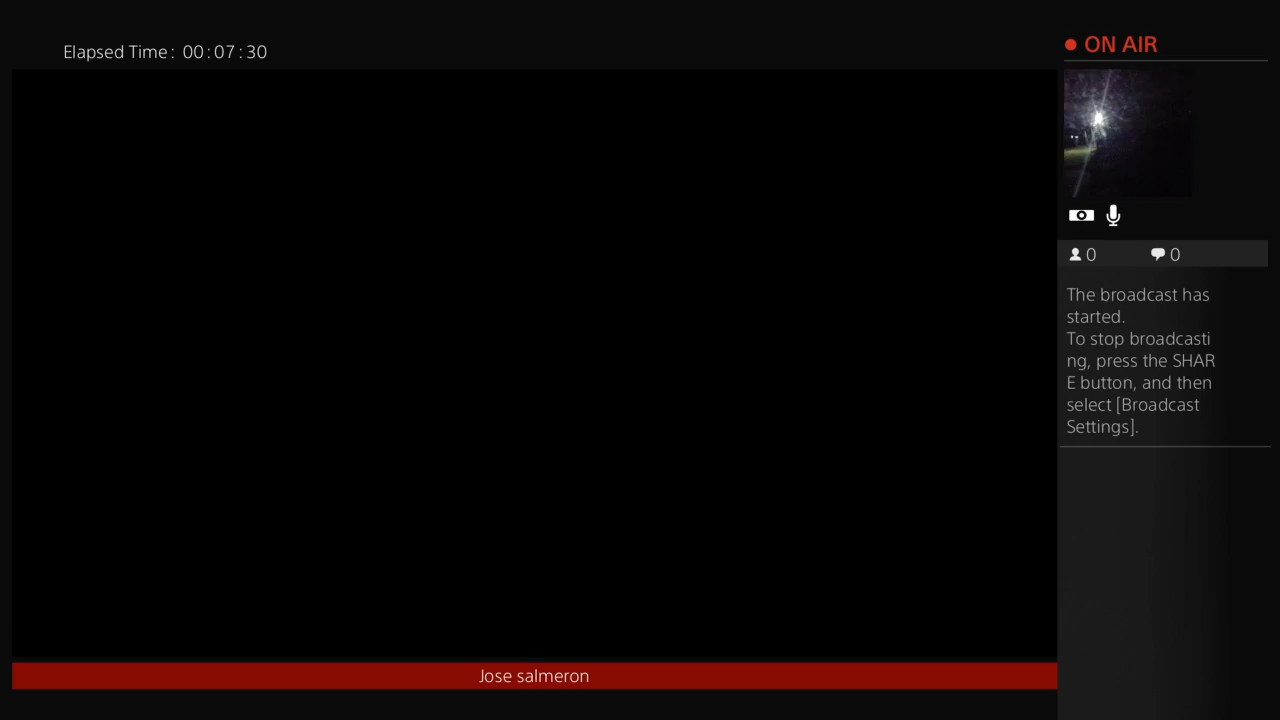 Elapsed Time: 00:07:30
ON AIR
0 0
The broadcast has
started.
To stop broadcasti
ng, press the SHAR
E button, and then
select [Broadcast
Settings].
Jose salmeron